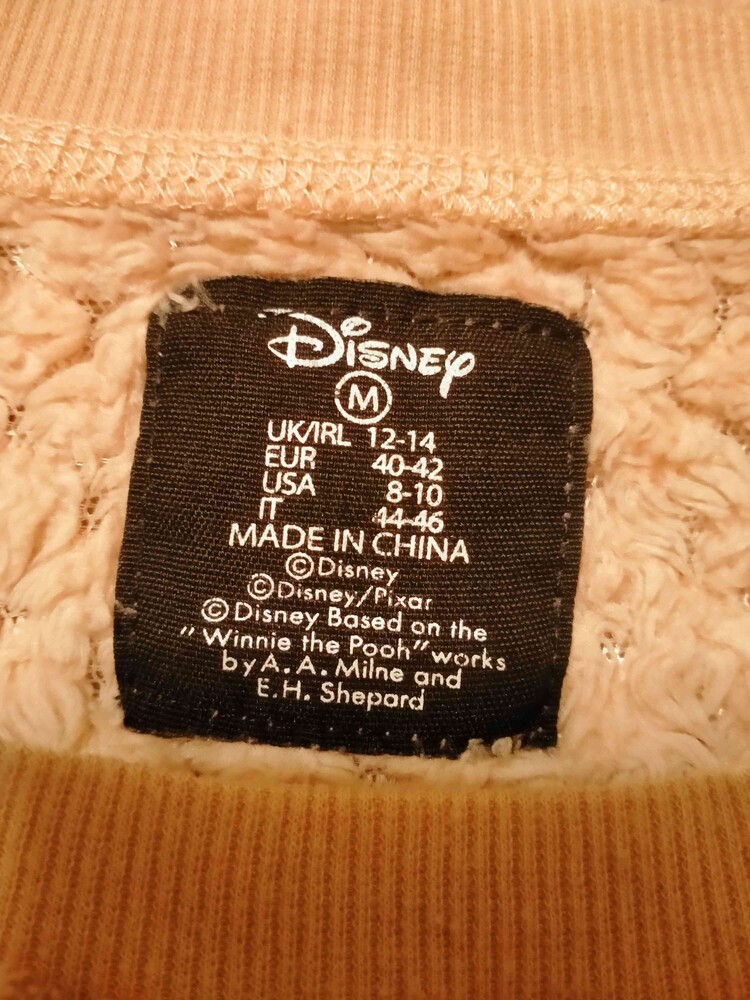 Disney
M
UK/IRL 12-14
EUR 40-42
USA 8-10
IT 44-46
MADE IN CHINA
©Disney
©Disney/Pixar
©Disney Based on the
"Winnie the Pooh" works
by A. A. Milne and
E. H. Shepard